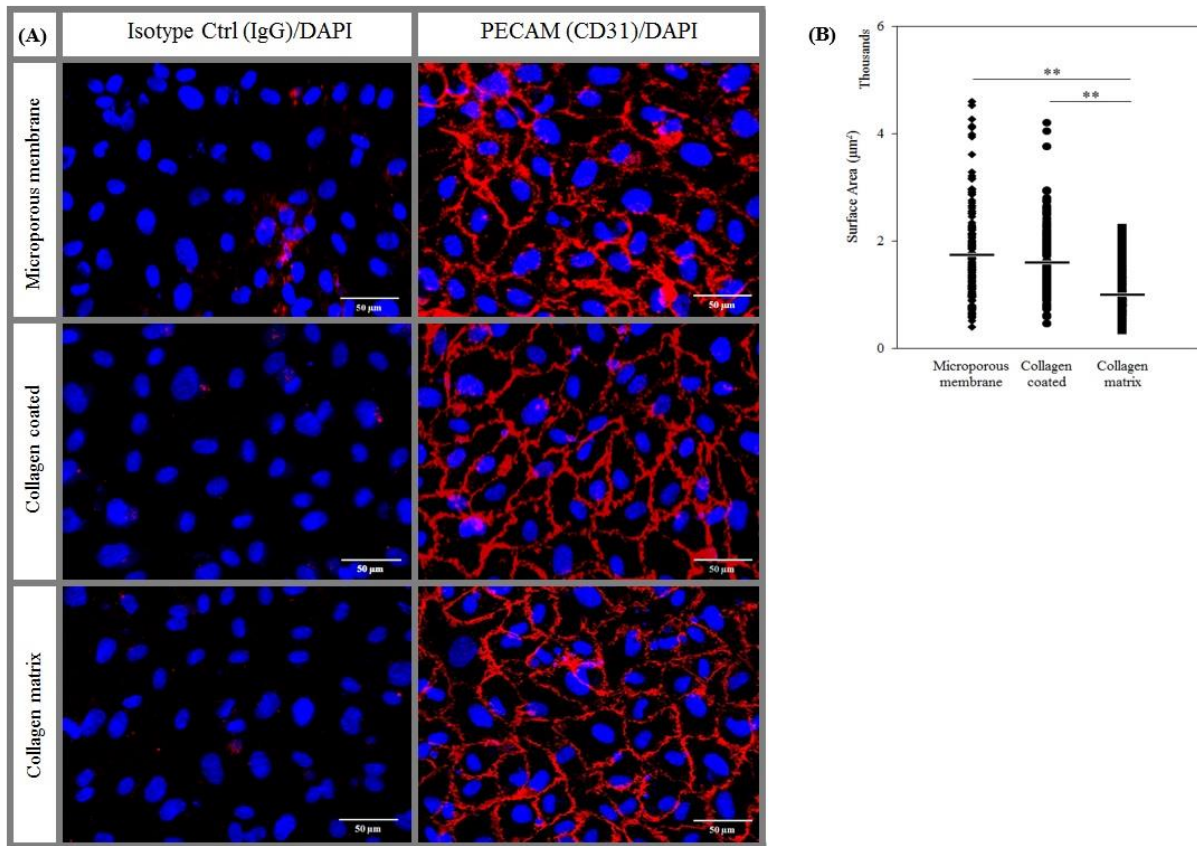 (A)
Isotype Ctrl (IgG)/DAPI
PECAM (CD31)/DAPI
Microporous membrane
50 µm
50 µm
Collagen coated
50 µm
50 µm
Collagen matrix
50 µm
50 µm
(B)
Thousands
Surface Area (µm²)
6
4
2
0
**
**
Microporous
membrane
Collagen
coated
Collagen
matrix